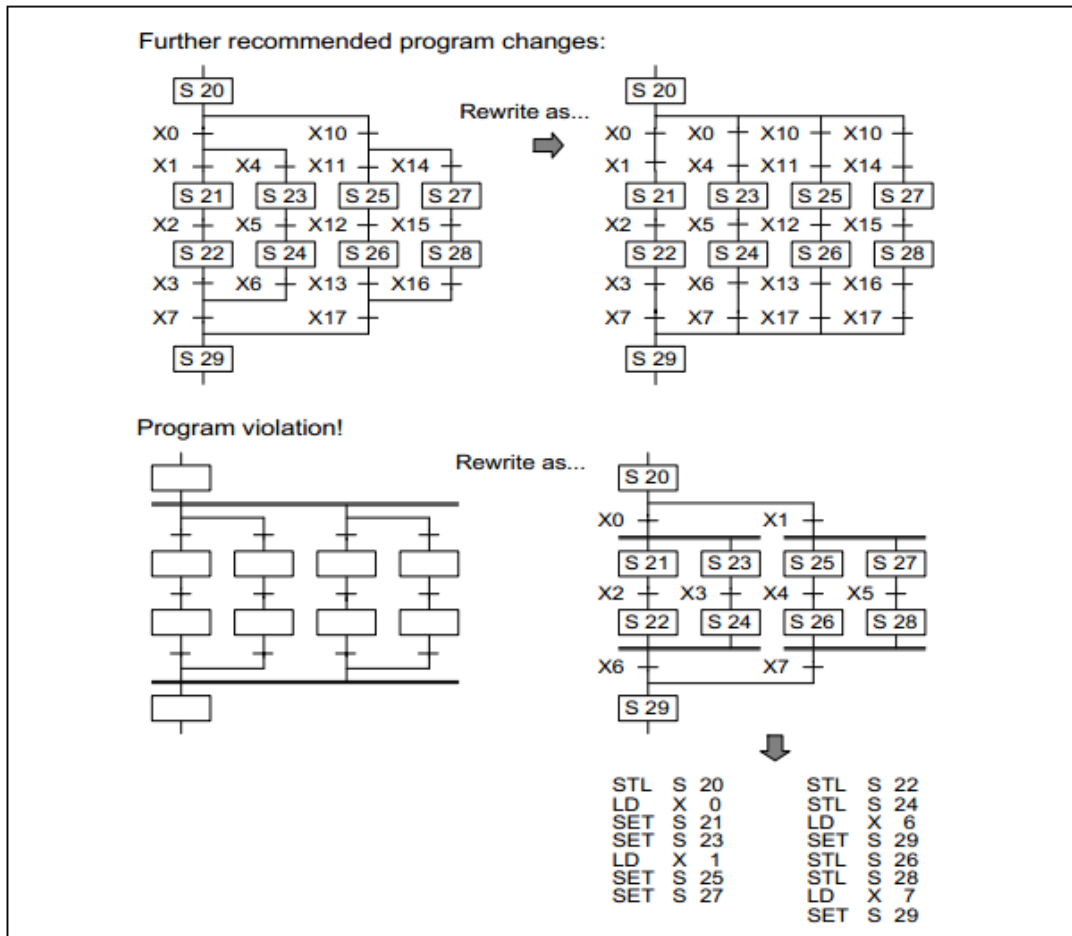 Further recommended program changes:
S 20
Rewrite as...
S 20
X0 X10
X0 X0 X10 X10
X1 X4 X11 X14
X1 X4 X11 X14
S 21 S 23 S 25 S 27
S 21 S 23 S 25 S 27
X2 X5 X12 X15
X2 X5 X12 X15
S 22 S 24 S 26 S 28
S 22 S 24 S 26 S 28
X3 X6 X13 X16
X3 X6 X13 X16
X7 X17
X7 X7 X17 X17
S 29
S 29
Program violation!
Rewrite as...
S 20
X0 X1
S 21 S 23 S 25 S 27
X2 X3 X4 X5
S 22 S 24 S 26 S 28
X6 X7
S 29
STL S 20
LD X 0
SET S 21
SET S 23
LD X 1
SET S 25
SET S 27
STL S 22
STL S 24
LD X 6
SET S 29
STL S 26
STL S 28
LD X 7
SET S 29